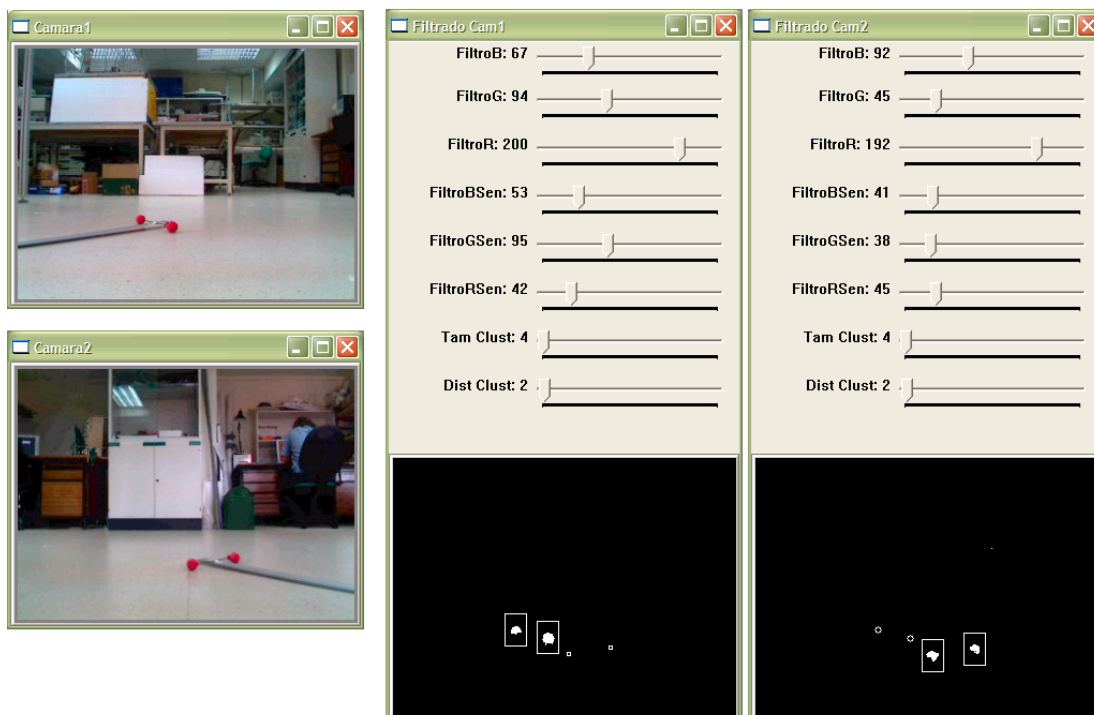 Camara1
Camara2
Filtrado Cam1
FiltroB: 67
FiltroG: 94
FiltroR: 200
FiltroBSen: 53
FiltroGSen: 95
FiltroRSen: 42
Tam Clust: 4
Dist Clust: 2
Filtrado Cam2
FiltroB: 92
FiltroG: 45
FiltroR: 192
FiltroBSen: 41
FiltroGSen: 38
FiltroRSen: 45
Tam Clust: 4
Dist Clust: 2